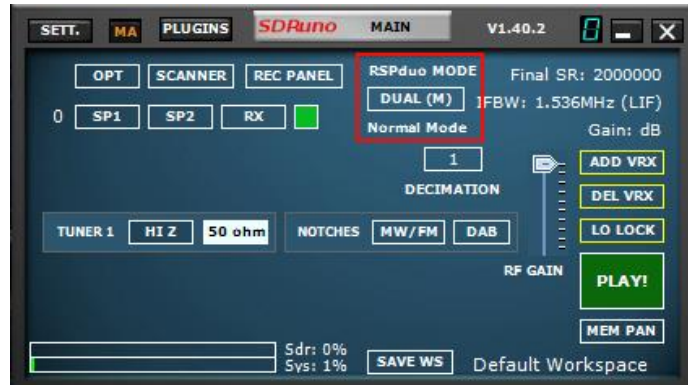 SETT. MA PLUGINS SDRuno MAIN V1.40.2 0
OPT SCANNER REC PANEL RSPduo MODE Final SR: 2000000
DUAL (M) IFBW: 1.536MHz (LIF)
0 SP1 SP2 RX Normal Mode Gain: dB
1 ADD VRX
DECIMATION DEL VRX
TUNER 1 HI Z 50 ohm NOTCHES MW/FM DAB LO LOCK
RF GAIN PLAY!
MEM PAN
Sdr: 0%
Sys: 1% SAVE WS Default Workspace